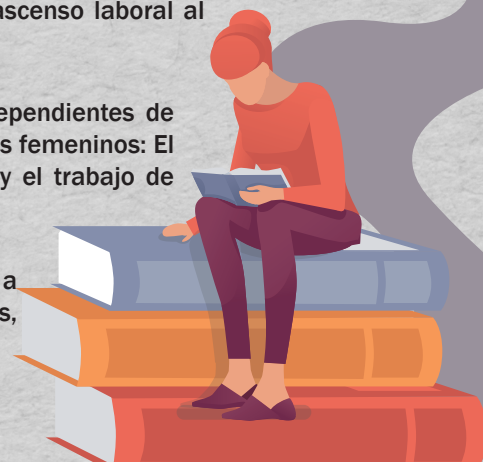 ascenso laboral al
ependientes de
s femeninos: El
y el trabajo de
a
s,